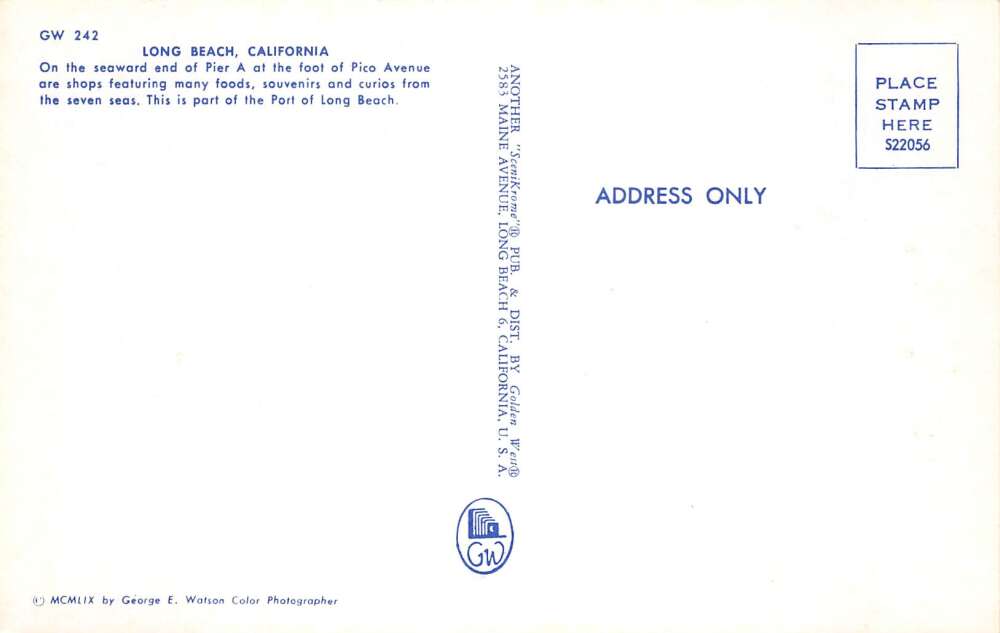 GW 242
LONG BEACH, CALIFORNIA
On the seaward end of Pier A at the foot of Pico Avenue
are shops featuring many foods, souvenirs and curios from
the seven seas. This is part of the Port of Long Beach.
ANOTHER "SceniKrome"® PUB. & DIST. BY Golden West®
2583 MAINE AVENUE, LONG BEACH 6, CALIFORNIA, U. S. A.
PLACE
STAMP
HERE
S22056
ADDRESS ONLY
GW
© MCMLIX by George E. Watson Color Photographer